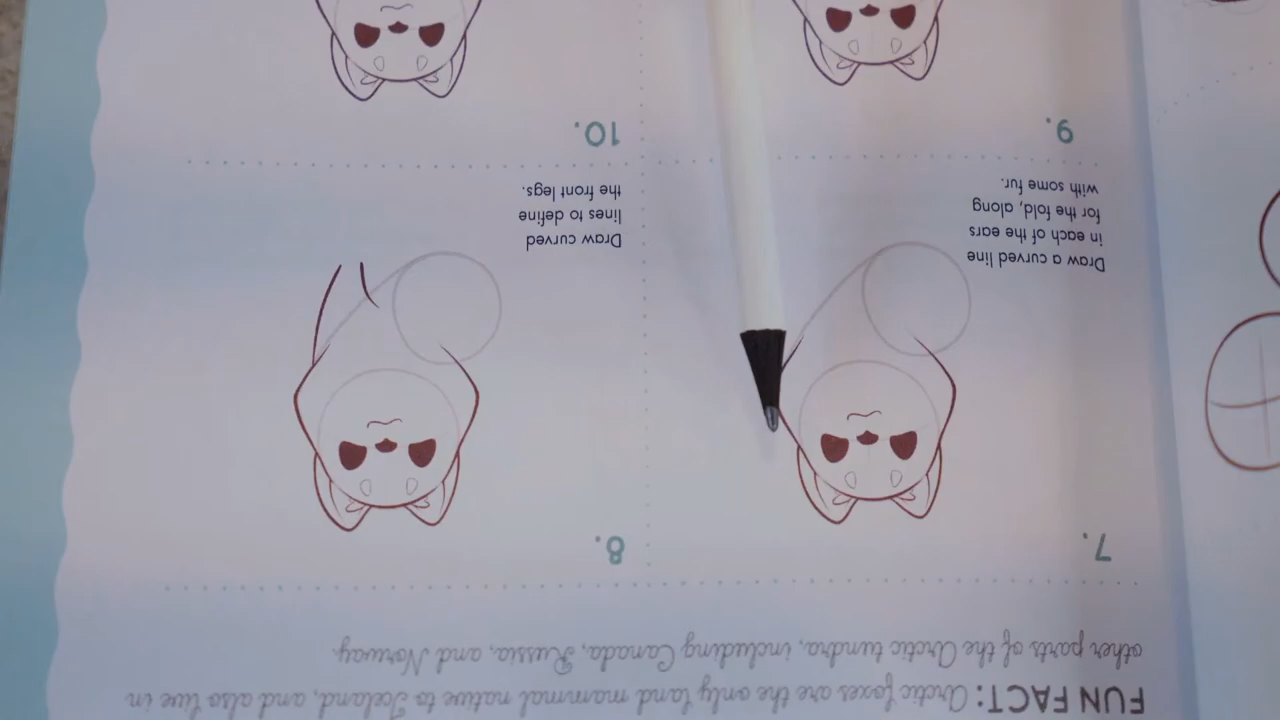 FUN FACT: Arctic foxes are the only land mammal native to Iceland, and also live in
other parts of the Arctic tundra, including Canada, Russia, and Norway.
7.
Draw a curved line
in each of the ears
for the fold, along
with some fur.
8.
Draw curved
lines to define
the front legs.
9.
10.